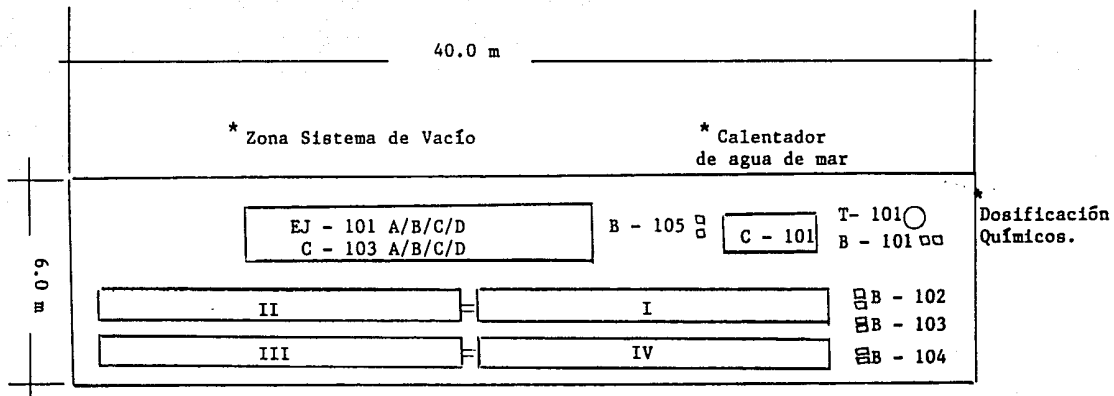 40.0 m
* Zona Sistema de Vacío
* Calentador
de agua de mar
6.0 m
EJ - 101 A/B/C/D
C - 103 A/B/C/D
B - 105
C - 101
T- 101
B - 101
*
Dosificación
Químicos.
II
I
B - 102
B - 103
III
IV
B - 104